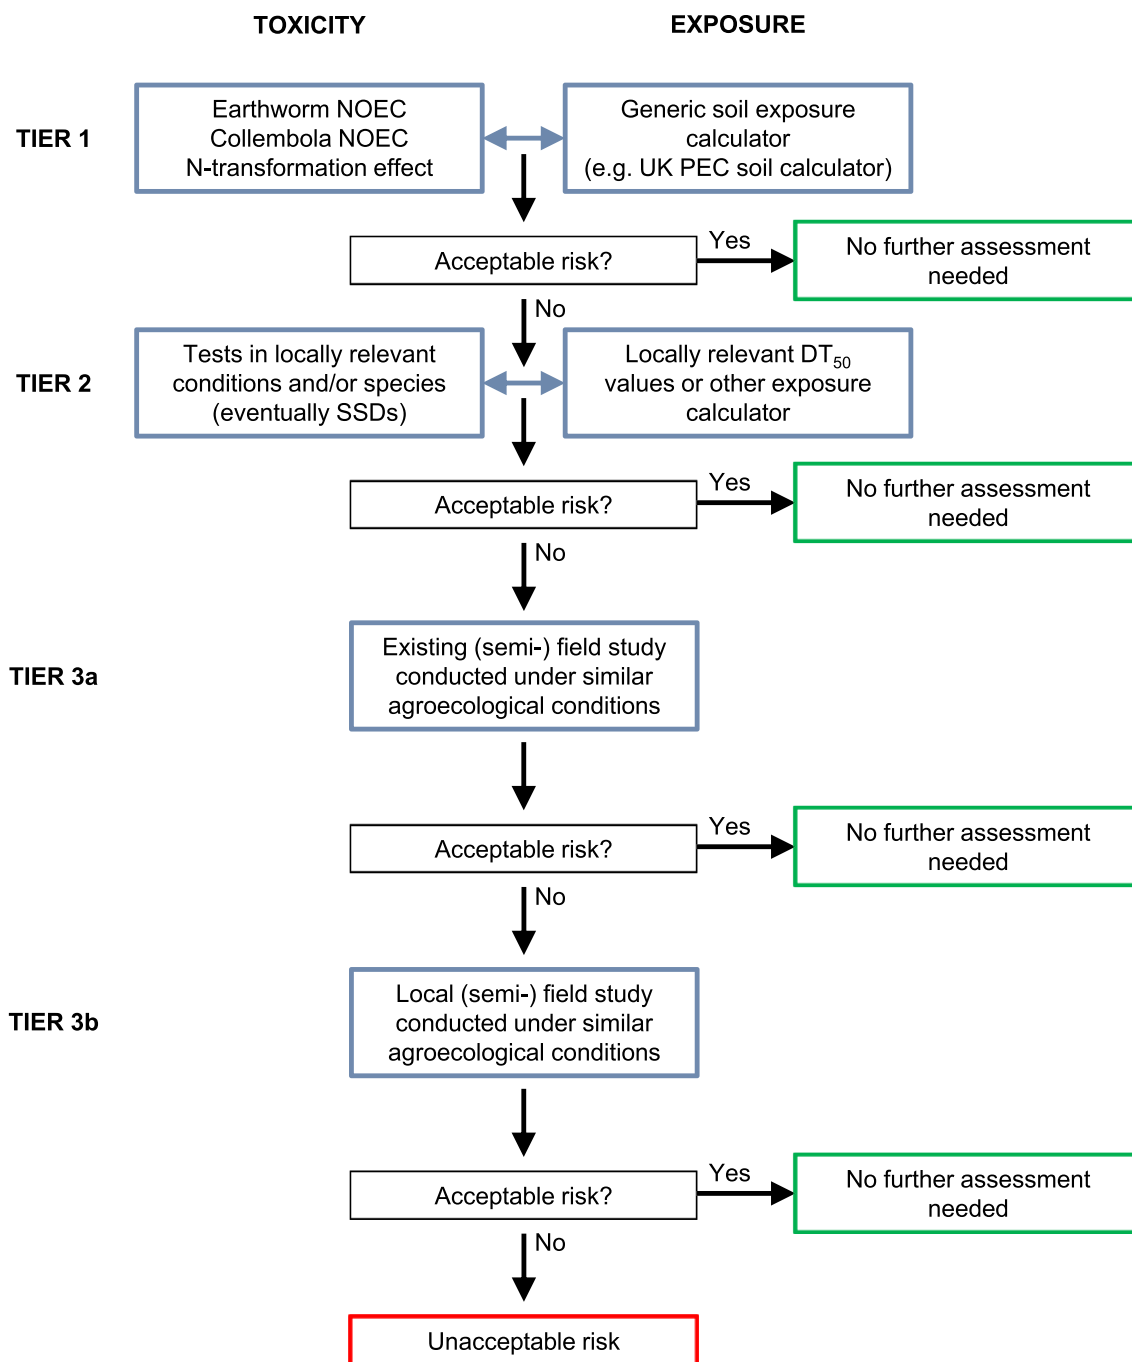 TOXICITY
EXPOSURE
TIER 1
Earthworm NOEC
Collembola NOEC
N-transformation effect
Generic soil exposure
calculator
(e.g. UK PEC soil calculator)
Acceptable risk?
Yes
No further assessment
needed
No
TIER 2
Tests in locally relevant
conditions and/or species
(eventually SSDs)
Locally relevant DT50
values or other exposure
calculator
Acceptable risk?
Yes
No further assessment
needed
No
TIER 3a
Existing (semi-) field study
conducted under similar
agroecological conditions
Acceptable risk?
Yes
No further assessment
needed
No
TIER 3b
Local (semi-) field study
conducted under similar
agroecological conditions
Acceptable risk?
Yes
No further assessment
needed
No
Unacceptable risk